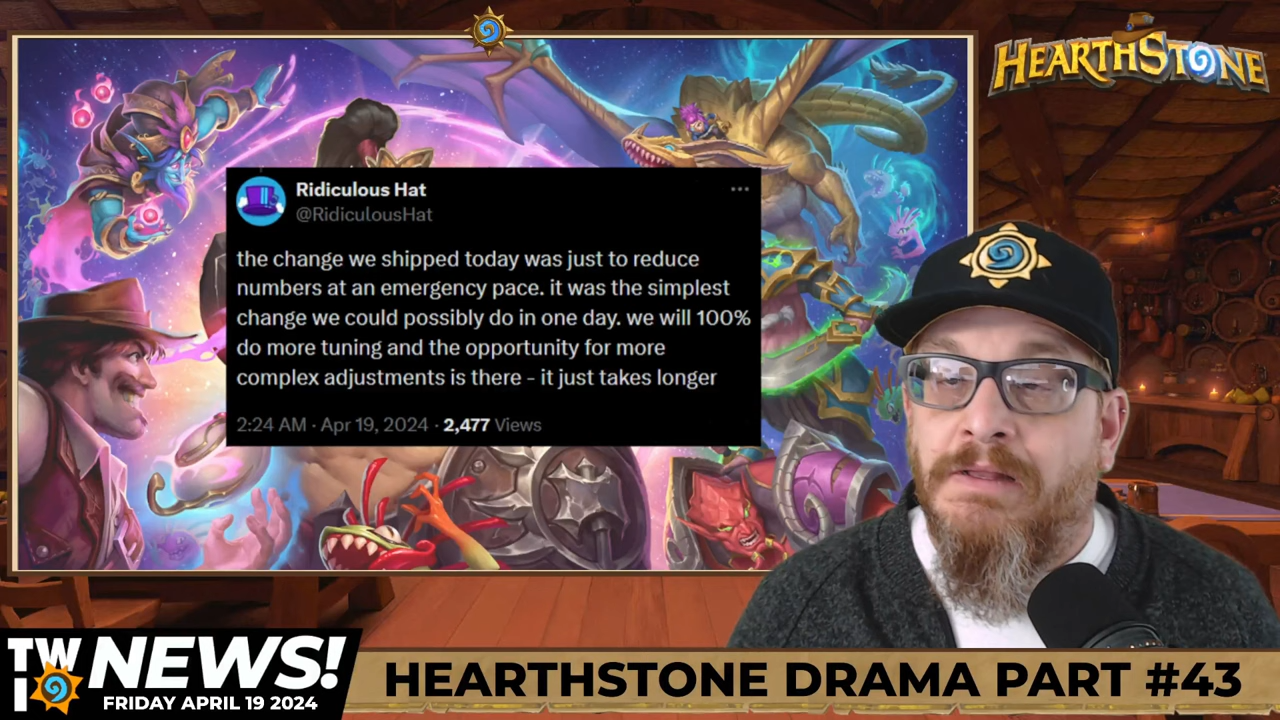 HEARTHSTONE
Ridiculous Hat
@RidiculousHat
the change we shipped today was just to reduce
numbers at an emergency pace. it was the simplest
change we could possibly do in one day. we will 100%
do more tuning and the opportunity for more
complex adjustments is there - it just takes longer
2:24 AM · Apr 19, 2024 · 2,477 Views
TW
NEWS!
FRIDAY APRIL 19 2024
HEARTHSTONE DRAMA PART #43